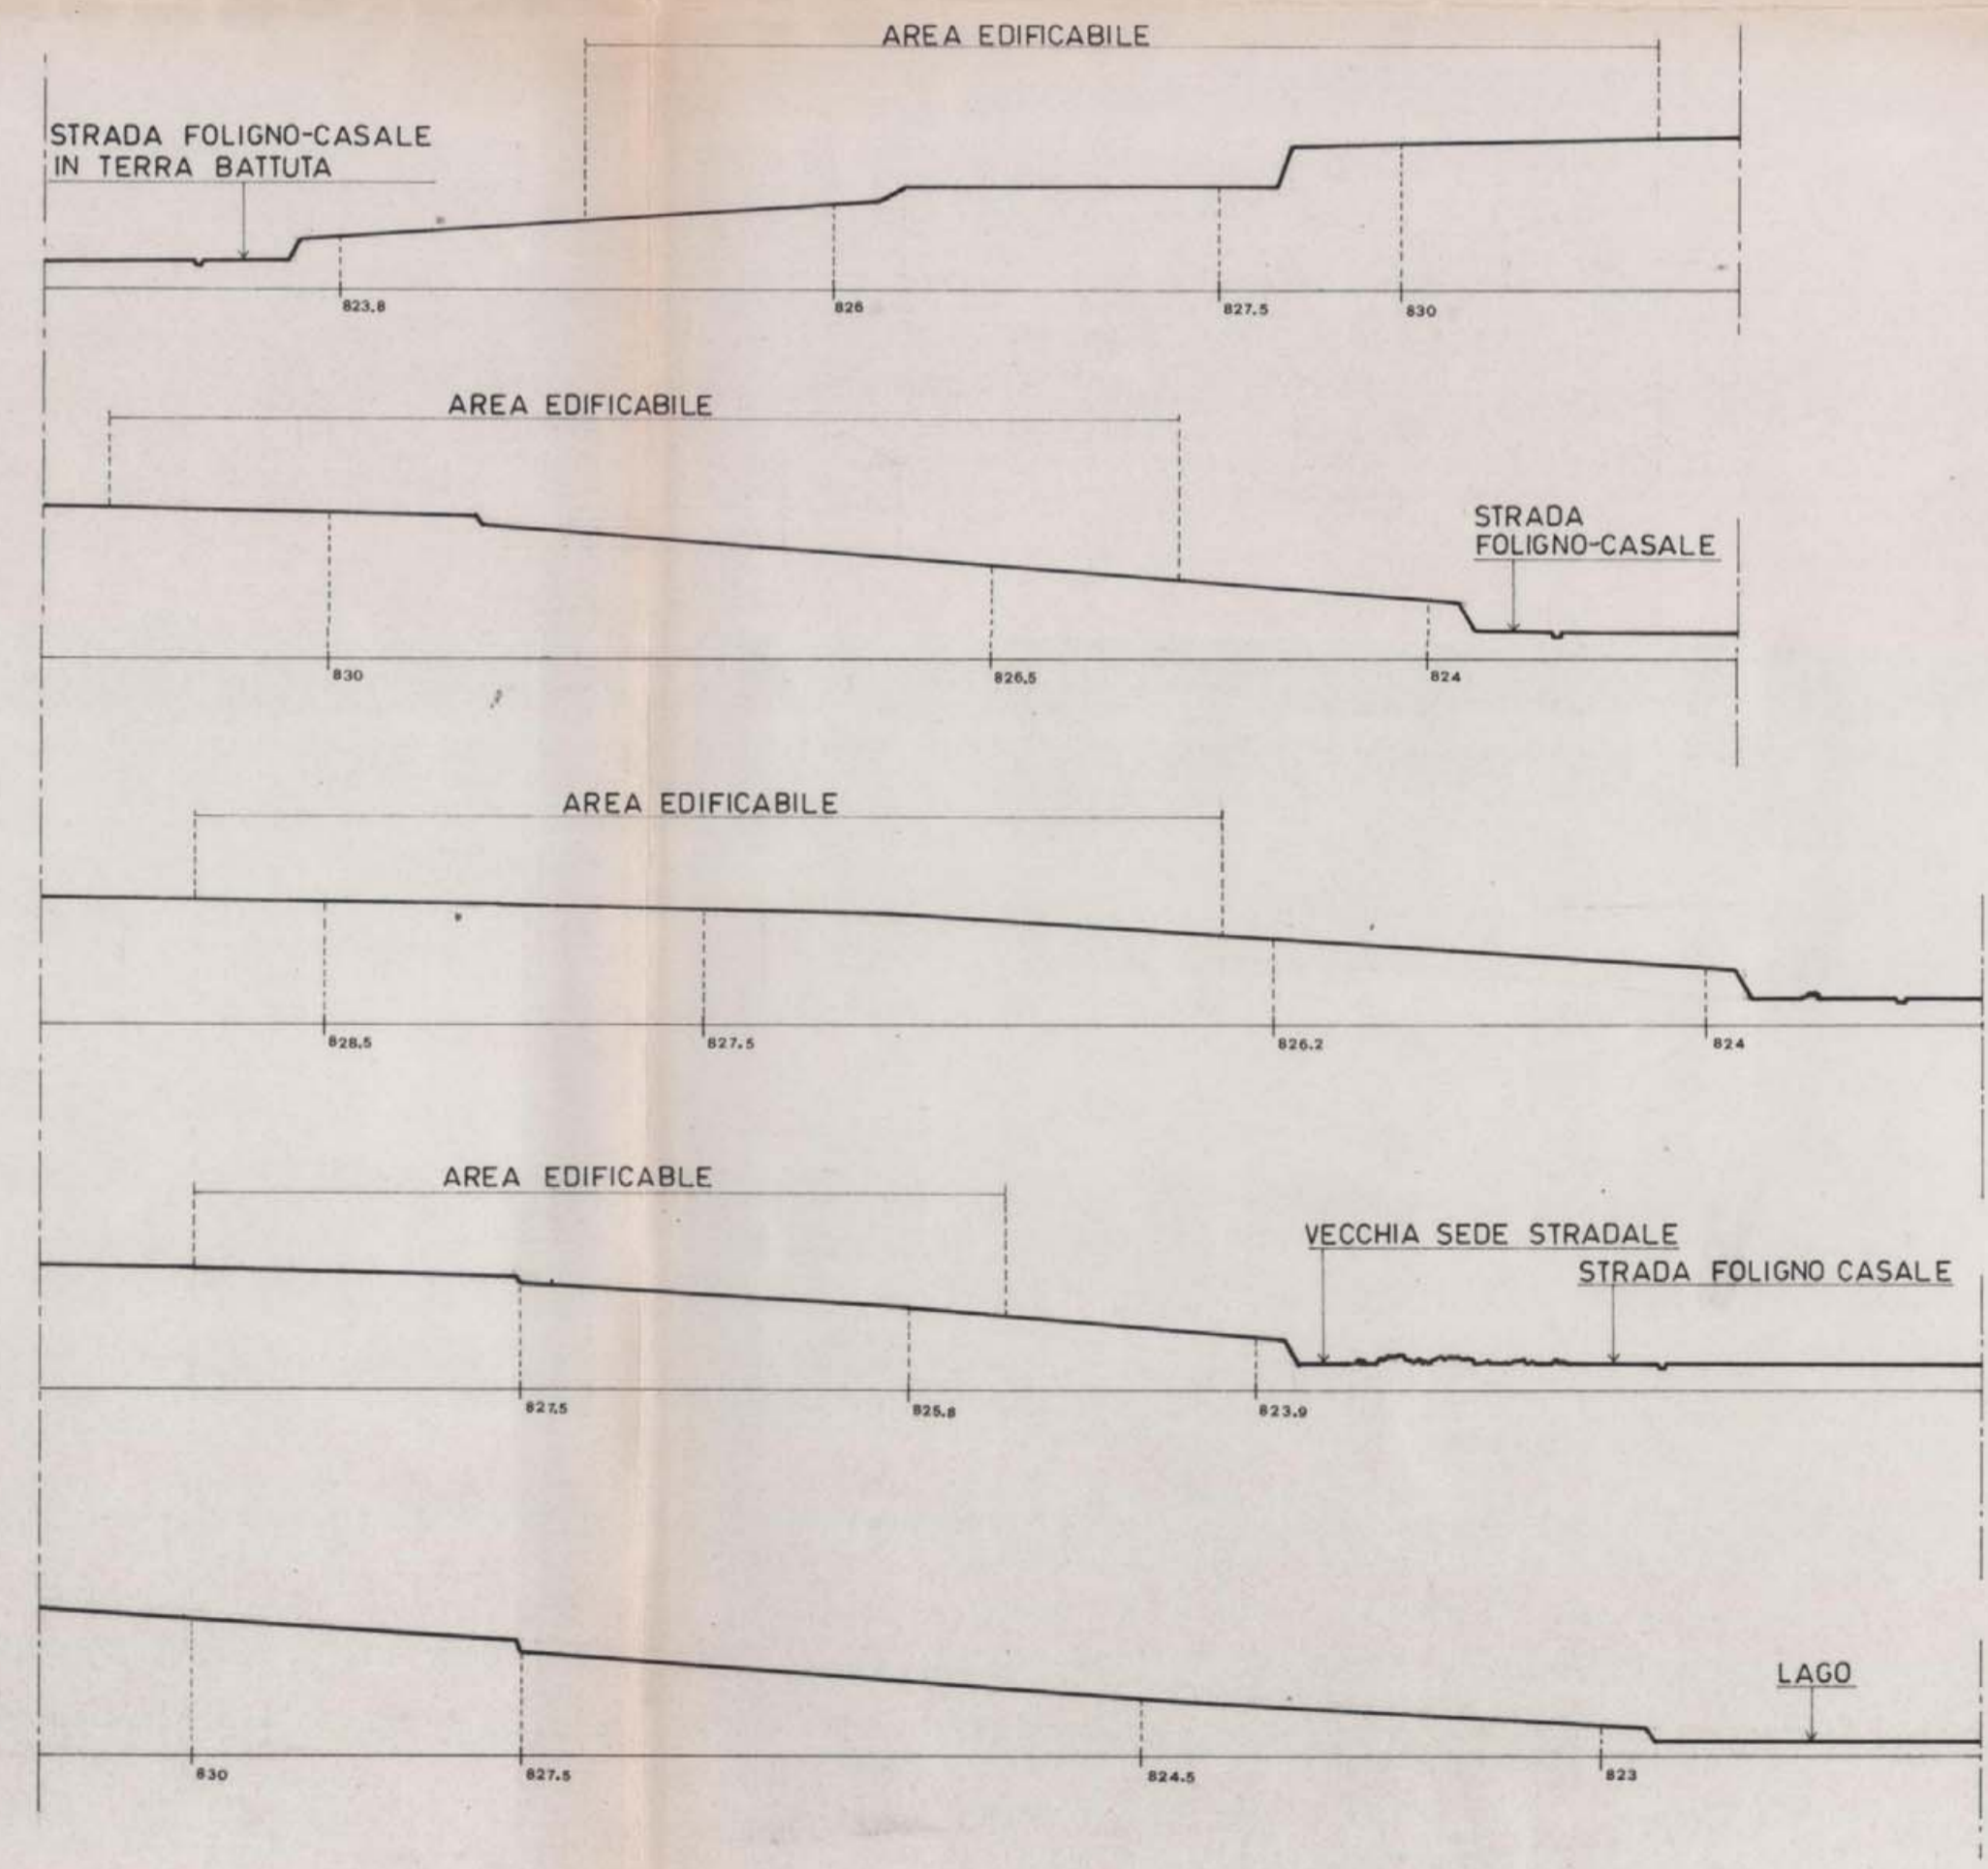 AREA EDIFICABILE
STRADA FOLIGNO-CASALE
IN TERRA BATTUTA
823.8
826
827.5
830
AREA EDIFICABILE
STRADA
FOLIGNO-CASALE
830
826.5
824
AREA EDIFICABILE
828.5
827.5
826.2
824
AREA EDIFICABLE
VECCHIA SEDE STRADALE
STRADA FOLIGNO CASALE
827.5
825.8
823.9
LAGO
830
827.5
824.5
823